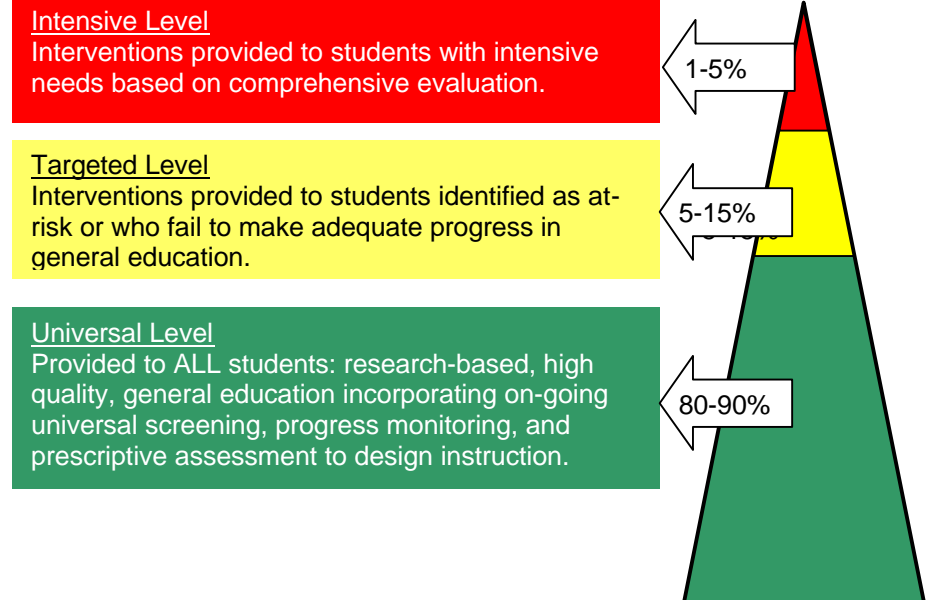 Intensive Level
Interventions provided to students with intensive
needs based on comprehensive evaluation.
1-5%
Targeted Level
Interventions provided to students identified as at-
risk or who fail to make adequate progress in
general education.
5-15%
Universal Level
Provided to ALL students: research-based, high
quality, general education incorporating on-going
universal screening, progress monitoring, and
prescriptive assessment to design instruction.
80-90%